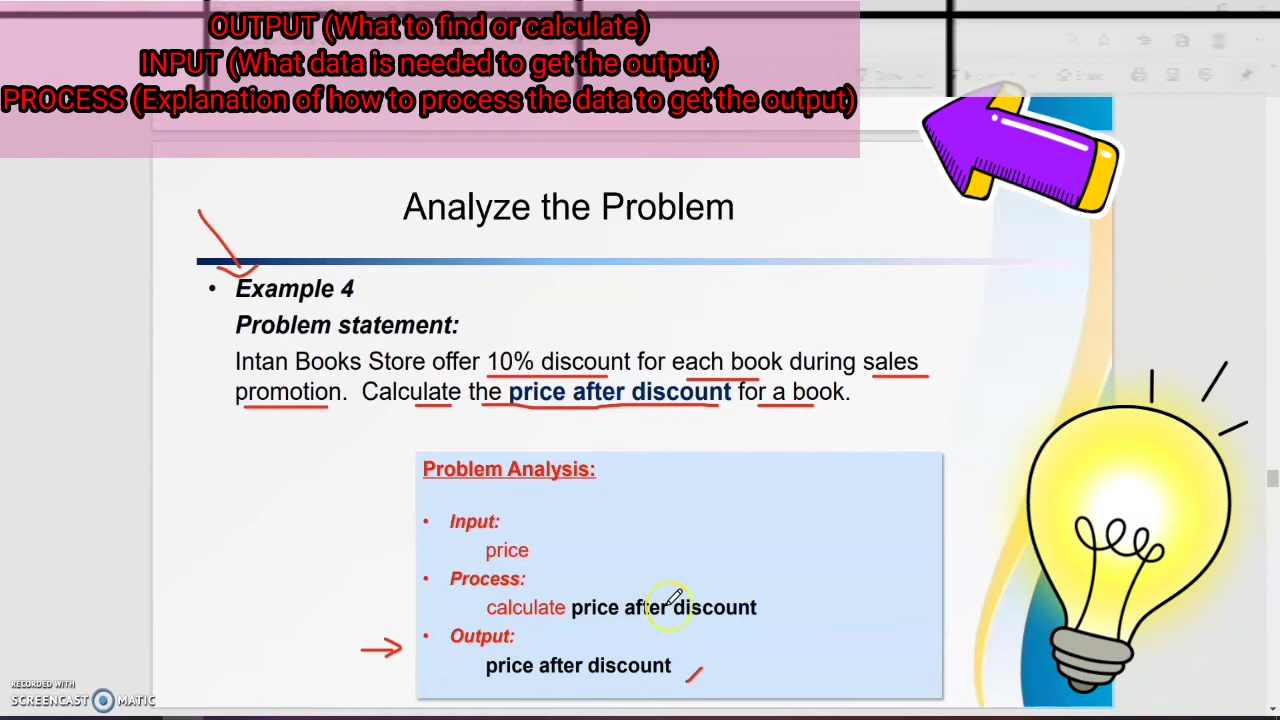 OUTPUT (What to find or calculate)
INPUT (What data is needed to get the output)
PROCESS (Explanation of how to process the data to get the output)
Analyze the Problem
• Example 4
Problem statement:
Intan Books Store offer 10% discount for each book during sales
promotion. Calculate the price after discount for a book.
Problem Analysis:
• Input:
price
• Process:
calculate price after discount
• Output:
price after discount
RECORDED WITH
SCREENCAST MATIC